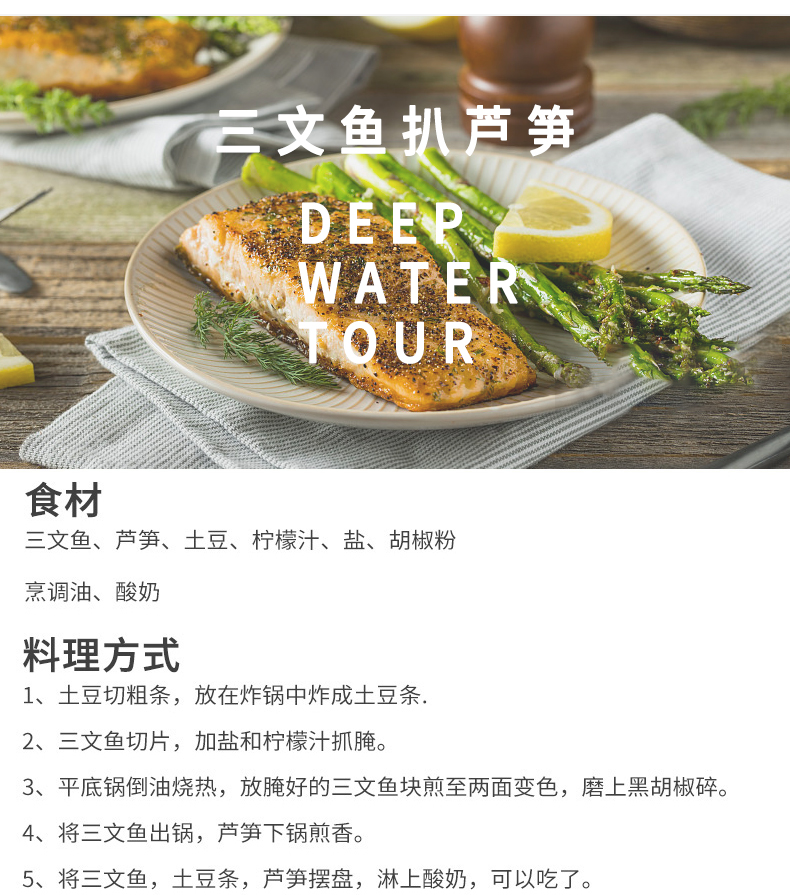 三文鱼扒芦笋
DEEP
WATER
TOUR
食材
三文鱼、芦笋、土豆、柠檬汁、盐、胡椒粉
烹调油、酸奶
料理方式
1、土豆切粗条，放在炸锅中炸成土豆条.
2、三文鱼切片，加盐和柠檬汁抓腌。
3、平底锅倒油烧热，放腌好的三文鱼块煎至两面变色，磨上黑胡椒碎。
4、将三文鱼出锅，芦笋下锅煎香。
5、将三文鱼，土豆条，芦笋摆盘，淋上酸奶，可以吃了。